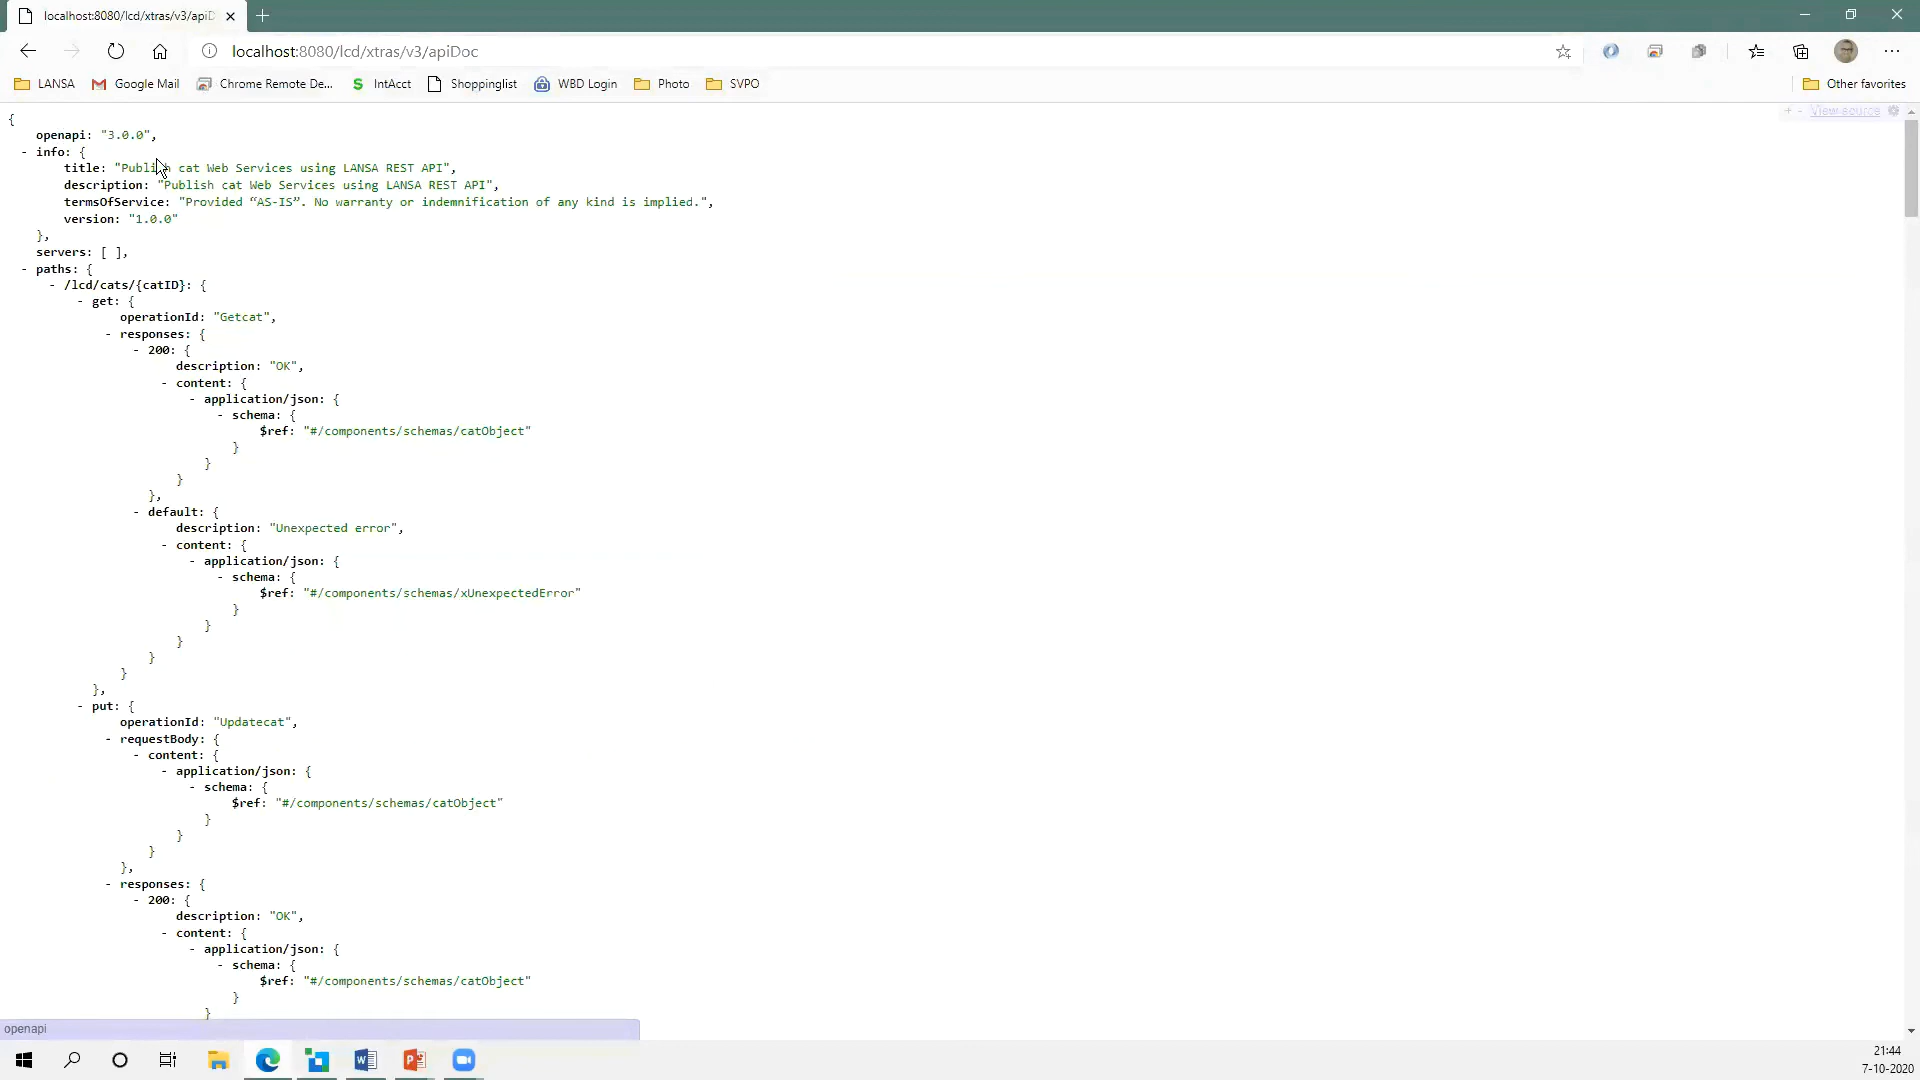 localhost:8080/lcd/xtras/v3/apiD
localhost:8080/lcd/xtras/v3/apiDoc
LANSA Google Mail Chrome Remote De... S IntAcct Shoppinglist WBD Login Photo SVPO Other favorites
+ - View source
{
openapi: "3.0.0",
- info: {
title: "Publish cat Web Services using LANSA REST API",
description: "Publish cat Web Services using LANSA REST API",
termsOfService: "Provided “AS-IS”. No warranty or indemnification of any kind is implied.",
version: "1.0.0"
},
servers: [ ],
- paths: {
- /lcd/cats/{catID}: {
- get: {
operationId: "Getcat",
- responses: {
- 200: {
description: "OK",
- content: {
- application/json: {
- schema: {
$ref: "#/components/schemas/catObject"
}
}
}
},
- default: {
description: "Unexpected error",
- content: {
- application/json: {
- schema: {
$ref: "#/components/schemas/xUnexpectedError"
}
}
}
}
}
},
- put: {
operationId: "Updatecat",
- requestBody: {
- content: {
- application/json: {
- schema: {
$ref: "#/components/schemas/catObject"
}
}
}
},
- responses: {
- 200: {
description: "OK",
- content: {
- application/json: {
- schema: {
$ref: "#/components/schemas/catObject"
}
}
openapi
21:44
7-10-2020